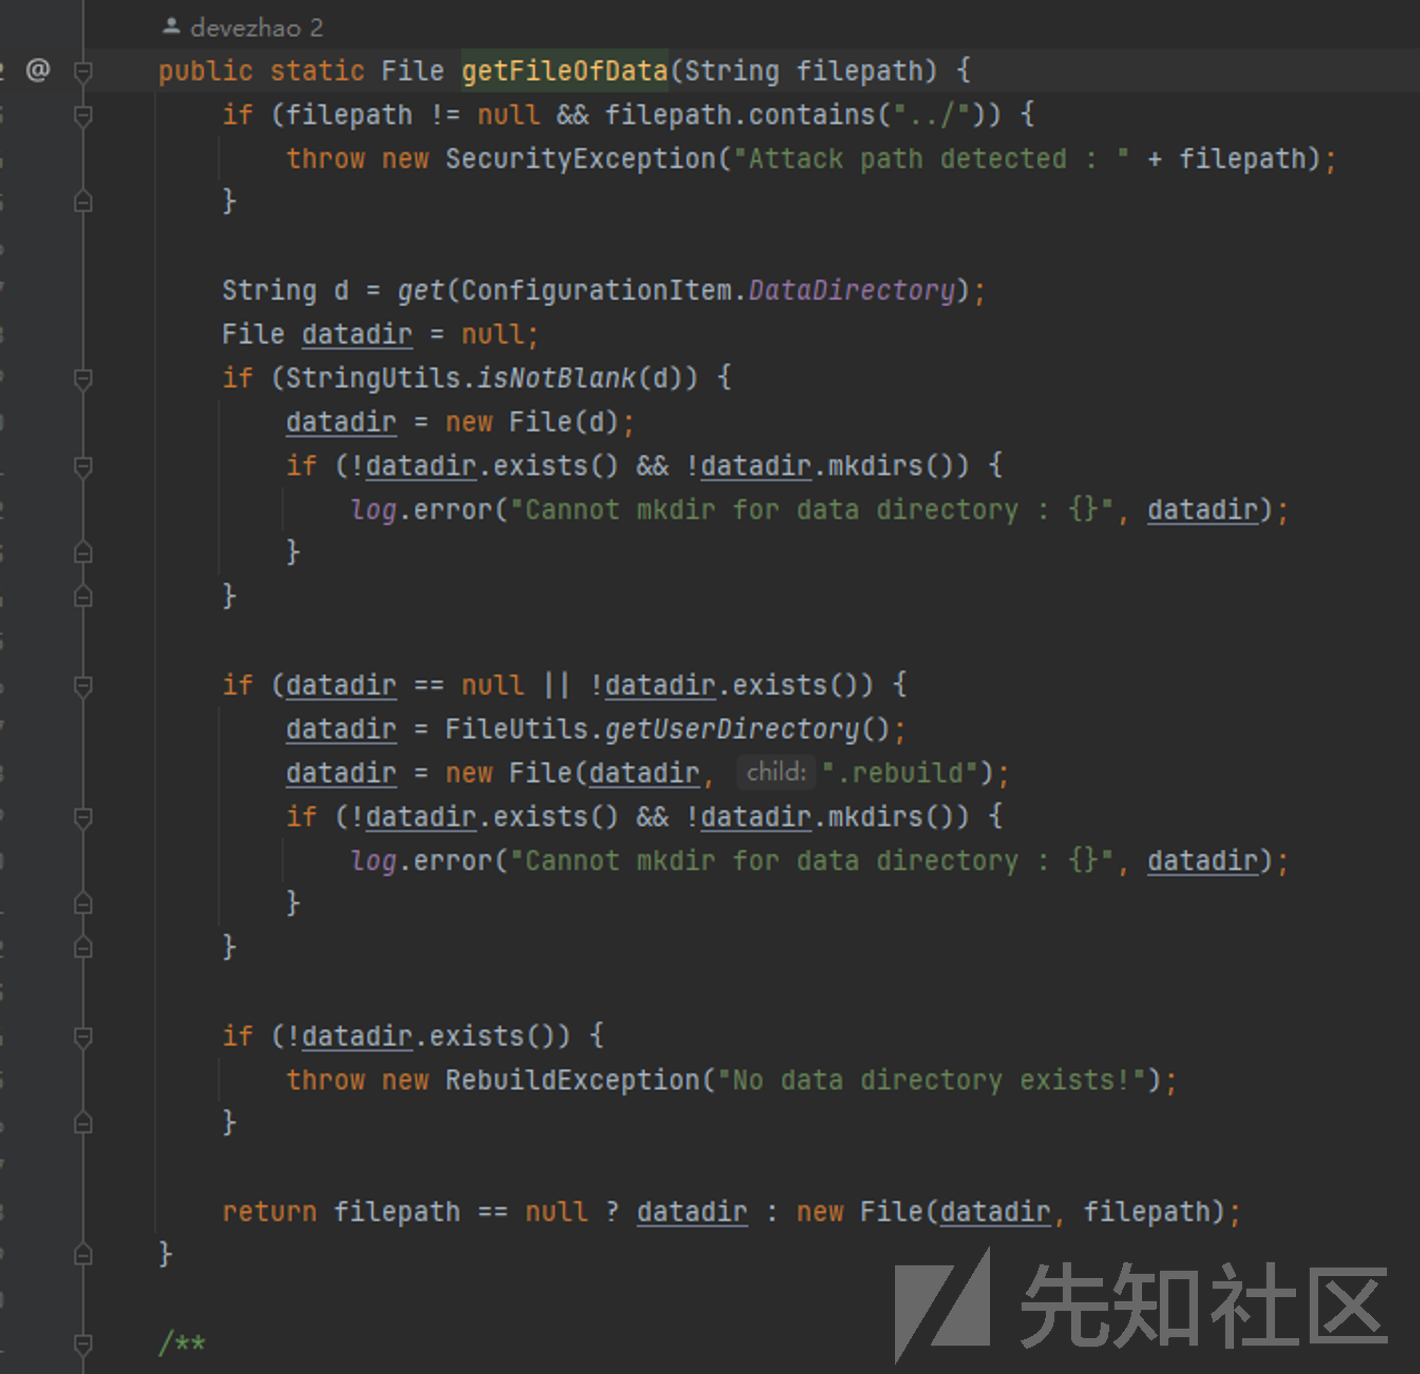 devezhao 2
@ public static File getFileOfData(String filepath) {
if (filepath != null && filepath.contains("../")) {
throw new SecurityException("Attack path detected : " + filepath);
}
String d = get(ConfigurationItem.DataDirectory);
File datadir = null;
if (StringUtils.isNotBlank(d)) {
datadir = new File(d);
if (!datadir.exists() && !datadir.mkdirs()) {
log.error("Cannot mkdir for data directory : {}", datadir);
}
}
if (datadir == null || !datadir.exists()) {
datadir = FileUtils.getUserDirectory();
datadir = new File(datadir, child: ".rebuild");
if (!datadir.exists() && !datadir.mkdirs()) {
log.error("Cannot mkdir for data directory : {}", datadir);
}
}
if (!datadir.exists()) {
throw new RebuildException("No data directory exists!");
}
return filepath == null ? datadir : new File(datadir, filepath);
}
/**
先知社区